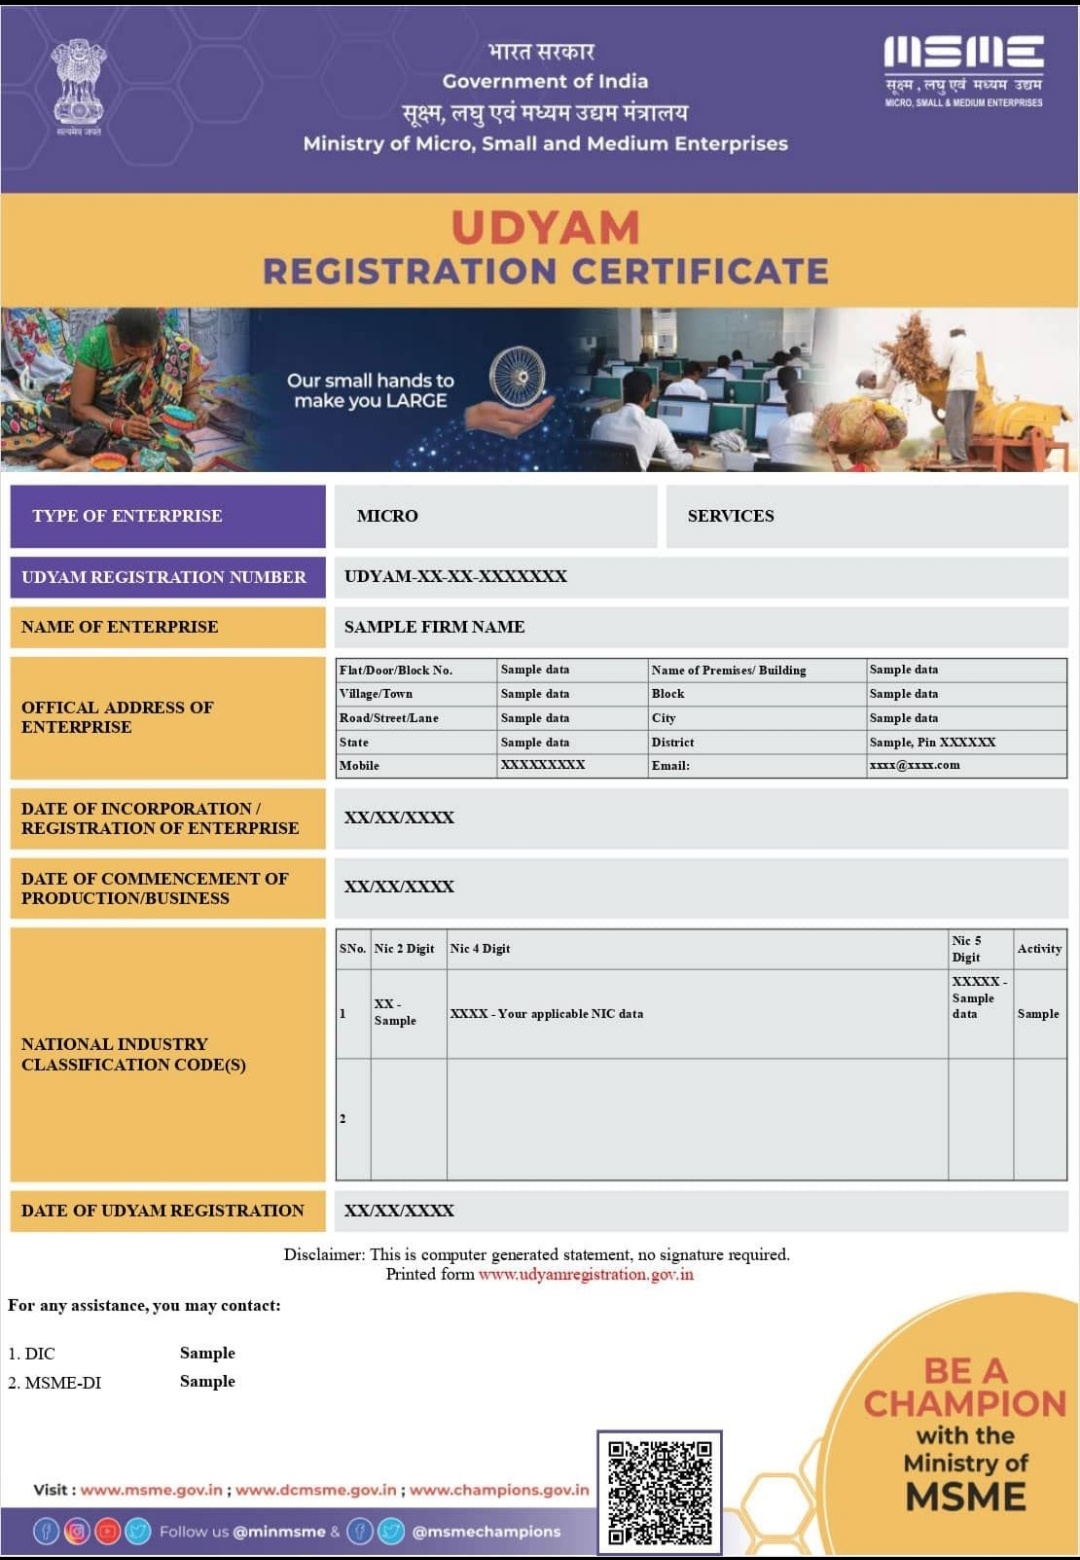 सत्यमेव जयते
भारत सरकार
Government of India
सूक्ष्म, लघु एवं मध्यम उद्यम मंत्रालय
Ministry of Micro, Small and Medium Enterprises
MSME
सूक्ष्म, लघु एवं मध्यम उद्यम
MICRO, SMALL & MEDIUM ENTERPRISES
UDYAM
REGISTRATION CERTIFICATE
Our small hands to
make you LARGE
TYPE OF ENTERPRISE MICRO SERVICES
UDYAM REGISTRATION NUMBER UDYAM-XX-XX-XXXXXXX
NAME OF ENTERPRISE SAMPLE FIRM NAME
OFFICAL ADDRESS OF
ENTERPRISE
Flat/Door/Block No. Sample data Name of Premises/ Building Sample data
Village/Town Sample data Block Sample data
Road/Street/Lane Sample data City Sample data
State Sample data District Sample, Pin XXXXXX
Mobile XXXXXXXXX Email: xxxx@xxxx.com
DATE OF INCORPORATION /
REGISTRATION OF ENTERPRISE
XX/XX/XXXX
DATE OF COMMENCEMENT OF
PRODUCTION/BUSINESS
XX/XX/XXXX
NATIONAL INDUSTRY
CLASSIFICATION CODE(S)
SNo. Nic 2 Digit Nic 4 Digit Nic 5 Digit Activity
1 XX - Sample XXXX - Your applicable NIC data XXXXX - Sample data Sample
2
DATE OF UDYAM REGISTRATION XX/XX/XXXX
Disclaimer: This is computer generated statement, no signature required.
Printed form www.udyamregistration.gov.in
For any assistance, you may contact:
1. DIC Sample
2. MSME-DI Sample
BE A
CHAMPION
with the
Ministry of
MSME
Visit : www.msme.gov.in ; www.dcmsme.gov.in ; www.champions.gov.in
Follow us @minmsme & @msmechampions